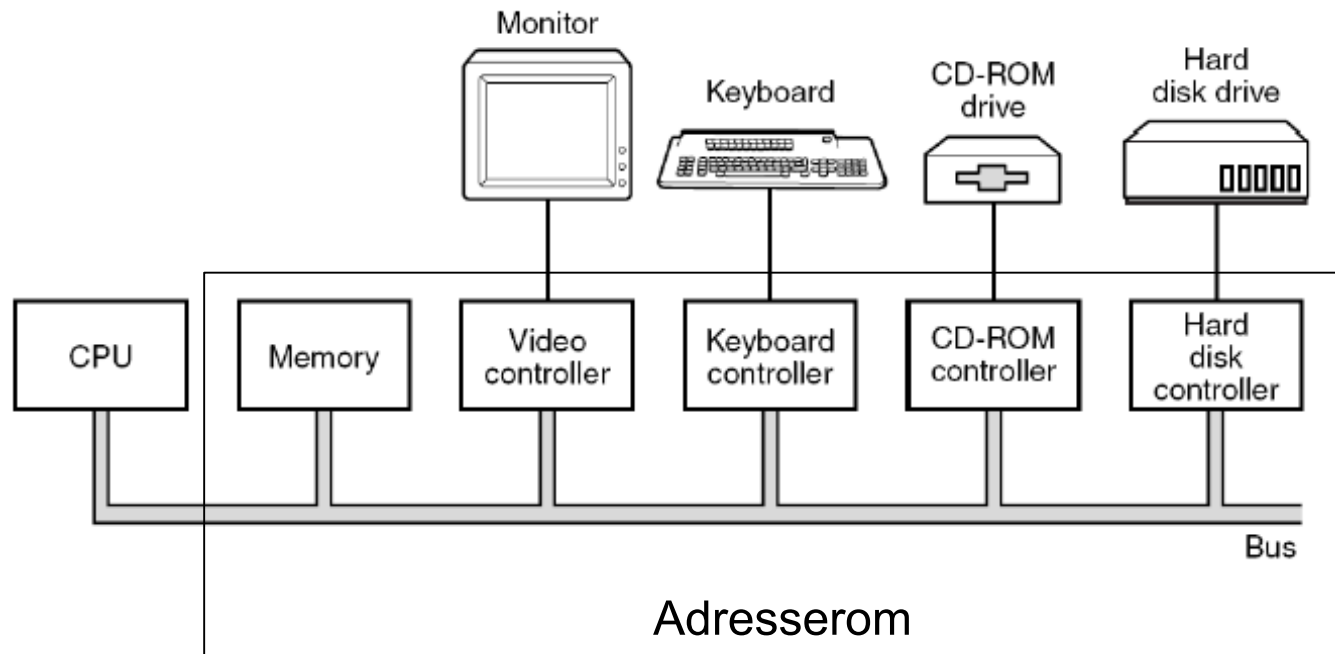 Monitor
Keyboard
CD-ROM
drive
Hard
disk drive
CPU
Memory
Video
controller
Keyboard
controller
CD-ROM
controller
Hard
disk
controller
Bus
Adresserom